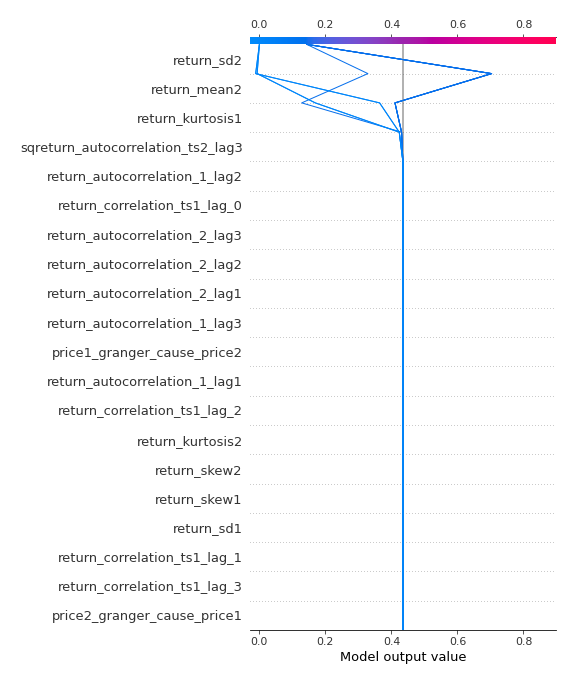 0.0 0.2 0.4 0.6 0.8
return_sd2
return_mean2
return_kurtosis1
sqreturn_autocorrelation_ts2_lag3
return_autocorrelation_1_lag2
return_correlation_ts1_lag_0
return_autocorrelation_2_lag3
return_autocorrelation_2_lag2
return_autocorrelation_2_lag1
return_autocorrelation_1_lag3
price1_granger_cause_price2
return_autocorrelation_1_lag1
return_correlation_ts1_lag_2
return_kurtosis2
return_skew2
return_skew1
return_sd1
return_correlation_ts1_lag_1
return_correlation_ts1_lag_3
price2_granger_cause_price1
0.0 0.2 0.4 0.6 0.8
Model output value